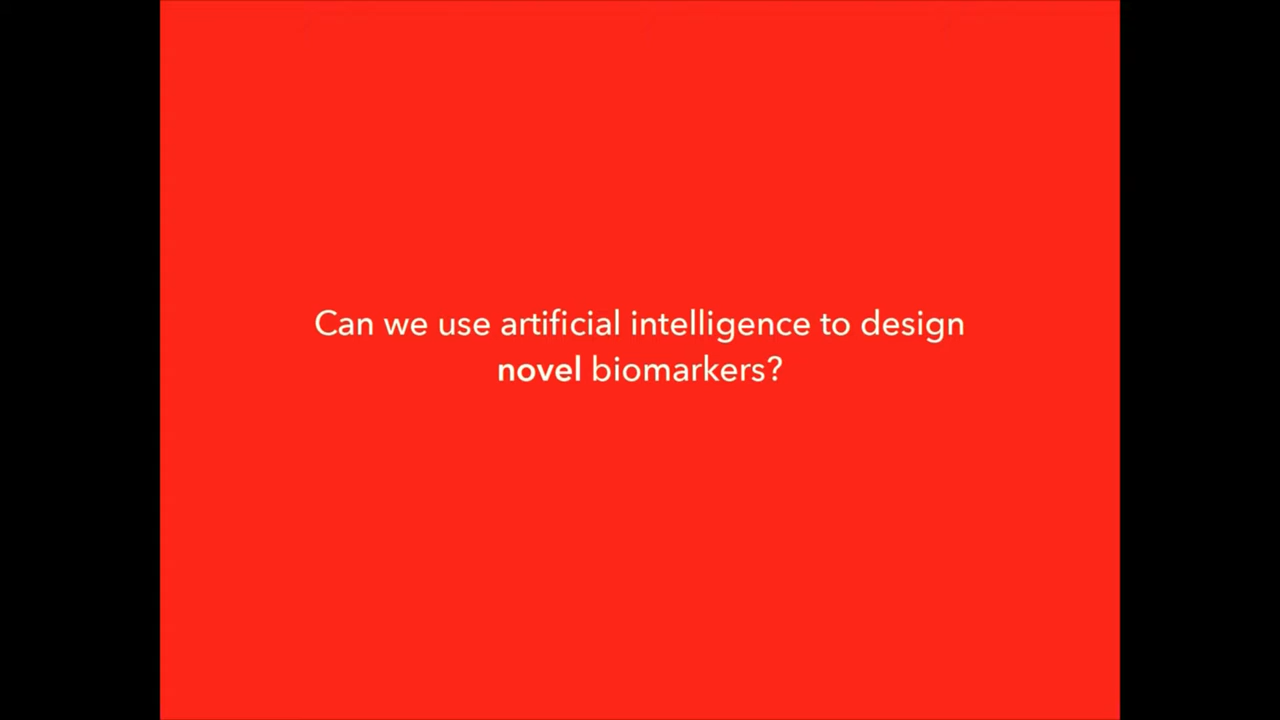 Can we use artificial intelligence to design
novel biomarkers?